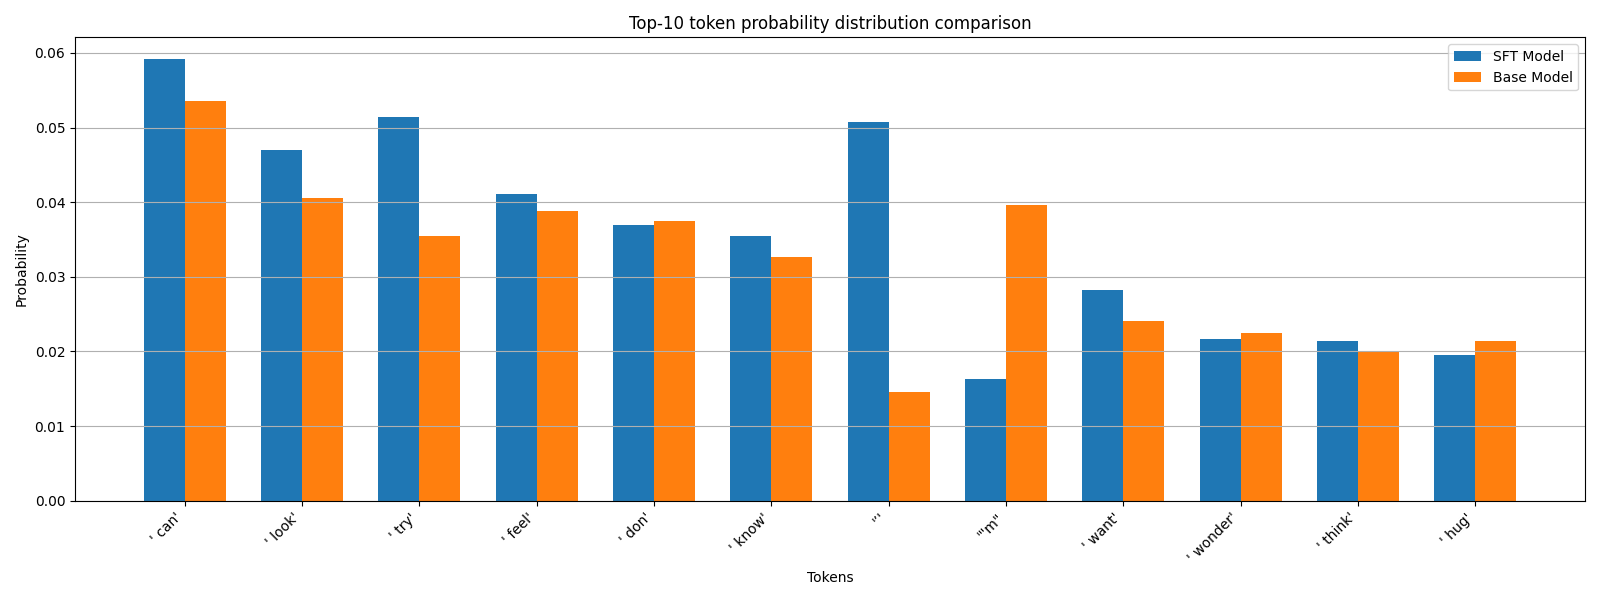 Top-10 token probability distribution comparison
SFT Model
Base Model
0.06
0.05
0.04
0.03
0.02
0.01
0.00
Probability
' can'
' look'
' try'
' feel'
' don'
' know'
'”'
"'m"
' want'
' wonder'
' think'
' hug'
Tokens